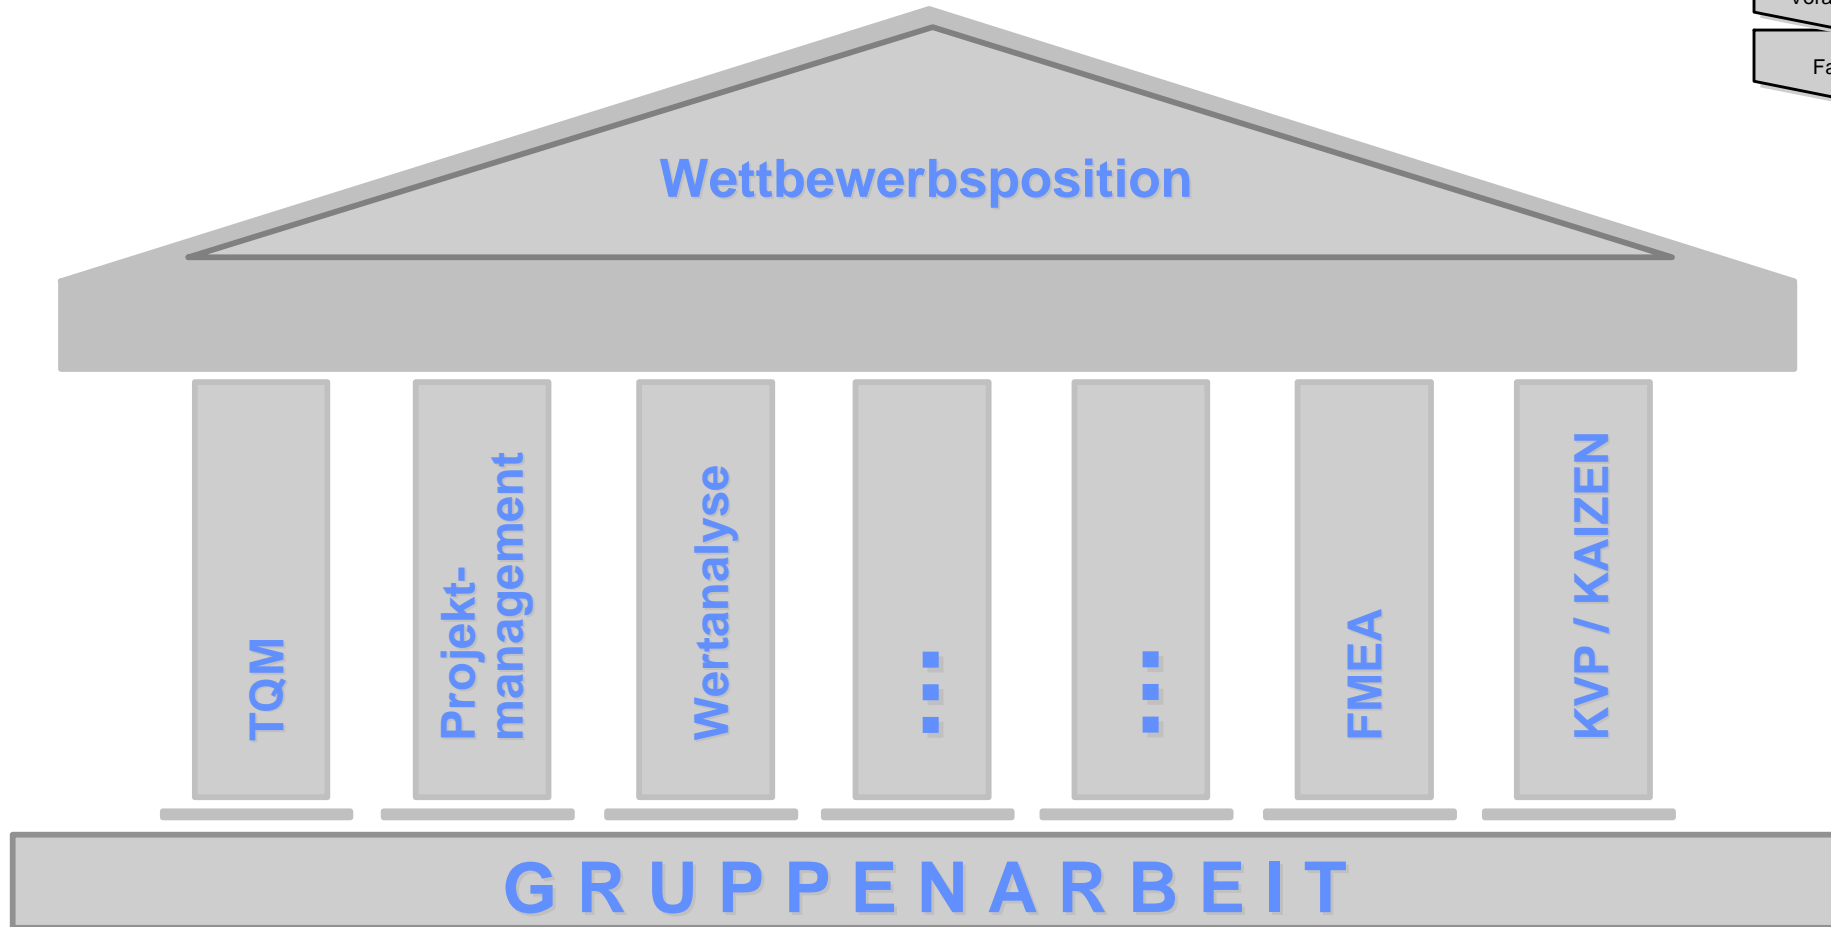 Wettbewerbsposition
TQM
Projekt-
management
Wertanalyse
...
...
FMEA
KVP / KAIZEN
GRUPPENARBEIT